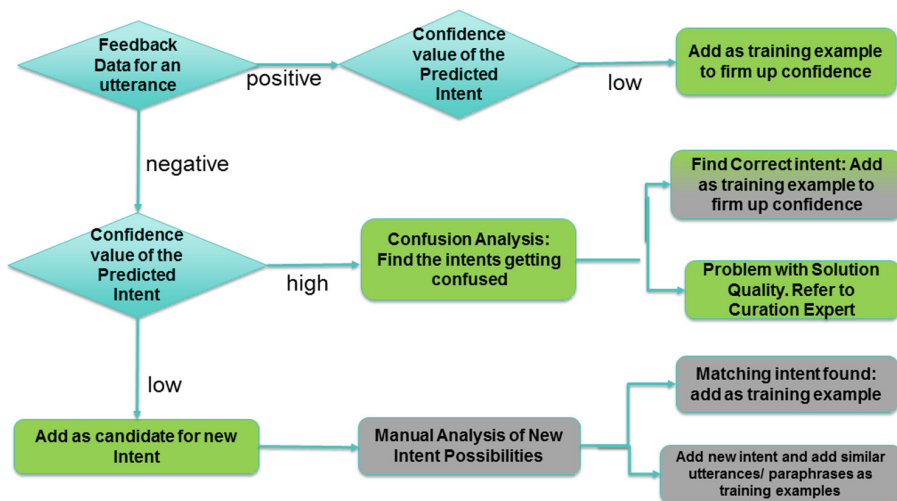 Feedback
Data for an
utterance
positive
Confidence
value of the
Predicted
Intent
low
Add as training example
to firm up confidence
negative
Confidence
value of the
Predicted
Intent
high
Confusion Analysis:
Find the intents getting
confused
Find Correct intent: Add
as training example to
firm up confidence
Problem with Solution
Quality. Refer to
Curation Expert
low
Add as candidate for new
Intent
Manual Analysis of New
Intent Possibilities
Matching intent found:
add as training example
Add new intent and add similar
utterances/ paraphrases as
training examples